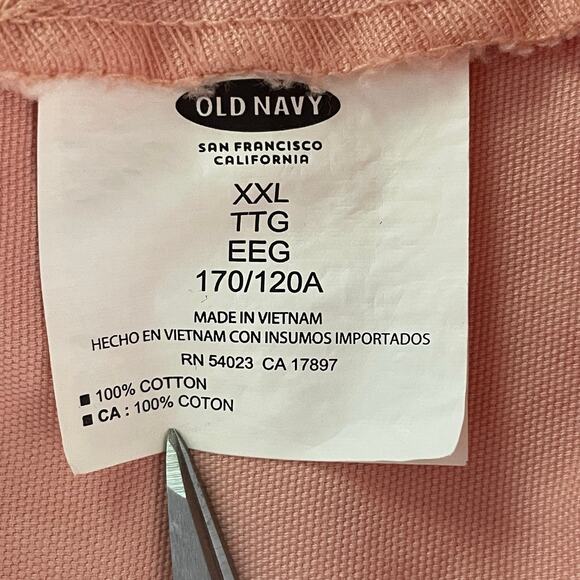 OLD NAVY
SAN FRANCISCO
CALIFORNIA
XXL
TTG
EEG
170/120A
MADE IN VIETNAM
HECHO EN VIETNAM CON INSUMOS IMPORTADOS
RN 54023 CA 17897
■ 100% COTTON
■ CA : 100% COTON